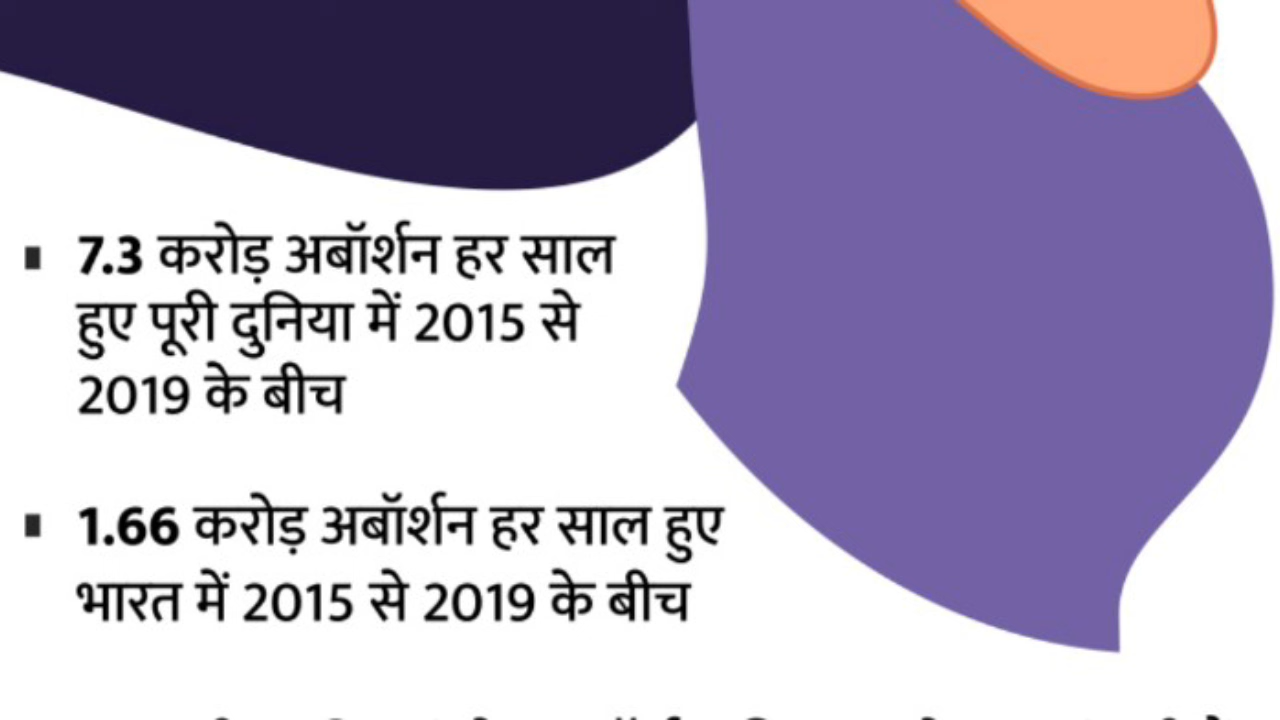 ▪ 7.3 करोड़ अबॉर्शन हर साल
हुए पूरी दुनिया में 2015 से
2019 के बीच
▪ 1.66 करोड़ अबॉर्शन हर साल हुए
भारत में 2015 से 2019 के बीच